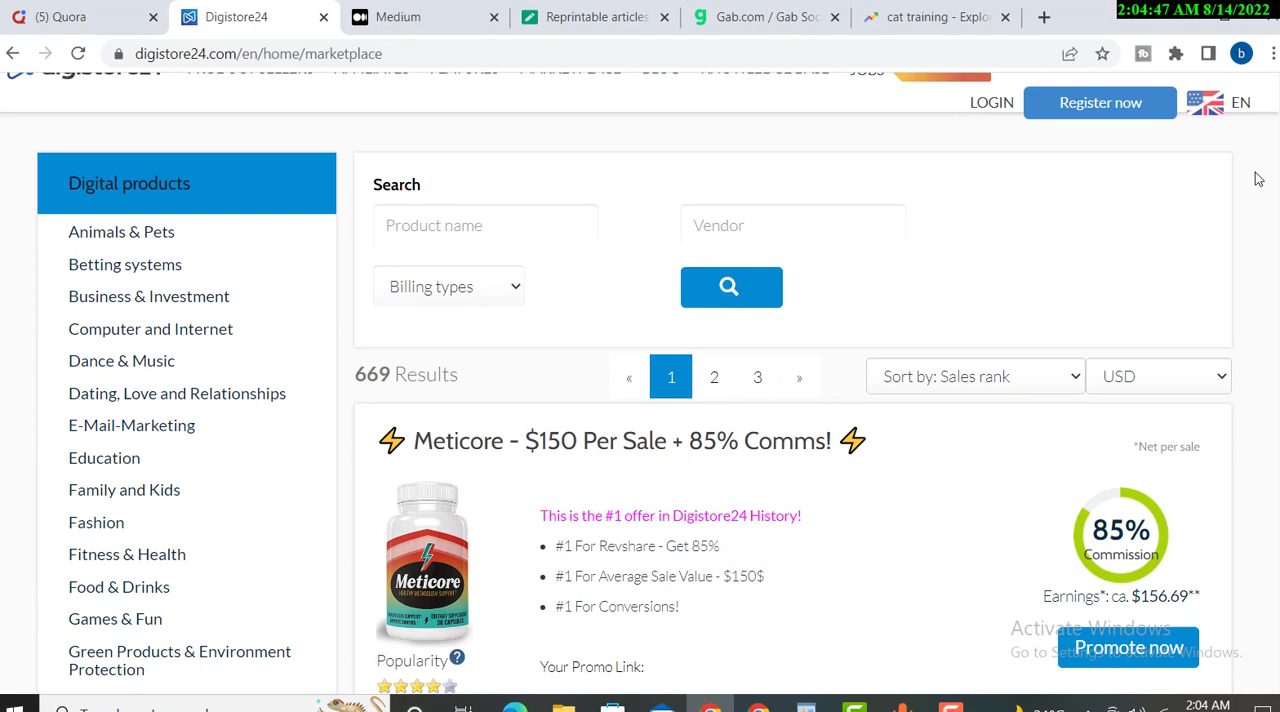 2:04:47 AM 8/14/2022
Quora
Digistore24
Medium
Reprintable articles
Gab.com / Gab Soc
cat training - Explo
digistore24.com/en/home/marketplace
b
LOGIN
Register now
EN
Digital products
Animals & Pets
Betting systems
Business & Investment
Computer and Internet
Dance & Music
Dating, Love and Relationships
E-Mail-Marketing
Education
Family and Kids
Fashion
Fitness & Health
Food & Drinks
Games & Fun
Green Products & Environment
Protection
Search
Product name
Vendor
Billing types
669 Results
« 1 2 3 »
Sort by: Sales rank
USD
Meticore - $150 Per Sale + 85% Comms!
*Net per sale
This is the #1 offer in Digistore24 History!
#1 For Revshare - Get 85%
#1 For Average Sale Value - $150$
#1 For Conversions!
Your Promo Link:
Meticore
Popularity
85%
Commission
Earnings*: ca. $156.69**
Promote now
Activate Windows
Go to Settings to activate Windows.
2:04 AM